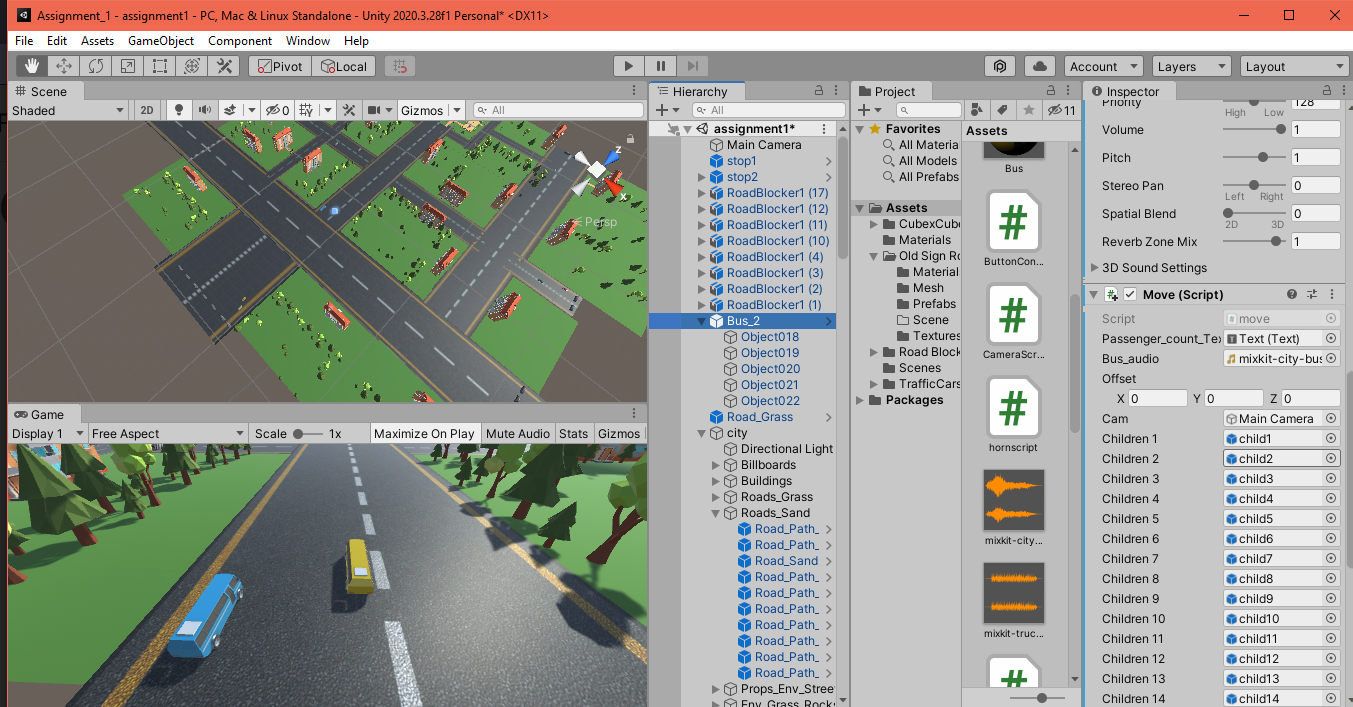 Assignment_1 - assignment1 - PC, Mac & Linux Standalone - Unity 2020.3.28f1 Personal* <DX11>
File Edit Assets GameObject Component Window Help
Pivot Local Account Layers Layout
Scene
Shaded 2D 0 Gizmos All
z
x
Persp
Game
Display 1 Free Aspect Scale 1x Maximize On Play Mute Audio Stats Gizmos
Hierarchy
All
assignment1*
Main Camera
stop1
stop2
RoadBlocker1 (17)
RoadBlocker1 (12)
RoadBlocker1 (11)
RoadBlocker1 (10)
RoadBlocker1 (4)
RoadBlocker1 (3)
RoadBlocker1 (2)
RoadBlocker1 (1)
Bus_2
Object018
Object019
Object020
Object021
Object022
Road_Grass
city
Directional Light
Billboards
Buildings
Roads_Grass
Roads_Sand
Road_Path_
Road_Path_
Road_Sand
Road_Path_
Road_Path_
Road_Path_
Road_Path_
Road_Path_
Road_Path_
Road_Path_
Props_Env_Stree
Env_Grass_Rocks
Project
11
Favorites
All Materia
All Models
All Prefabs
Assets
CubexCube
Materials
Old Sign Ro
Material
Mesh
Prefabs
Scene
Textures
Road Block
Scenes
TrafficCars
Packages
Assets
Bus
ButtonCon...
CameraScr...
hornscript
mixkit-city...
mixkit-truc...
Inspector
Priority 128
High Low
Volume 1
Pitch 1
Stereo Pan 0
Left Right
Spatial Blend 0
2D 3D
Reverb Zone Mix 1
3D Sound Settings
Move (Script)
Script move
Passenger_count_Te Text (Text)
Bus_audio mixkit-city-bus
Offset
X 0 Y 0 Z 0
Cam Main Camera
Children 1 child1
Children 2 child2
Children 3 child3
Children 4 child4
Children 5 child5
Children 6 child6
Children 7 child7
Children 8 child8
Children 9 child9
Children 10 child10
Children 11 child11
Children 12 child12
Children 13 child13
Children 14 child14